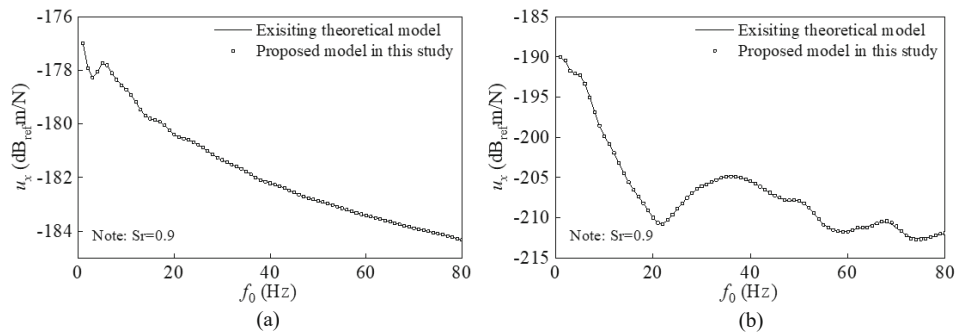 -176
-178
-180
-182
-184
u_x (dB_ref m/N)
Exisiting theoretical model
Proposed model in this study
Note: Sr=0.9
0 20 40 60 80
f_0 (Hz)
(a)
-185
-190
-195
-200
-205
-210
-215
u_x (dB_ref m/N)
Exisiting theoretical model
Proposed model in this study
Note: Sr=0.9
0 20 40 60 80
f_0 (Hz)
(b)